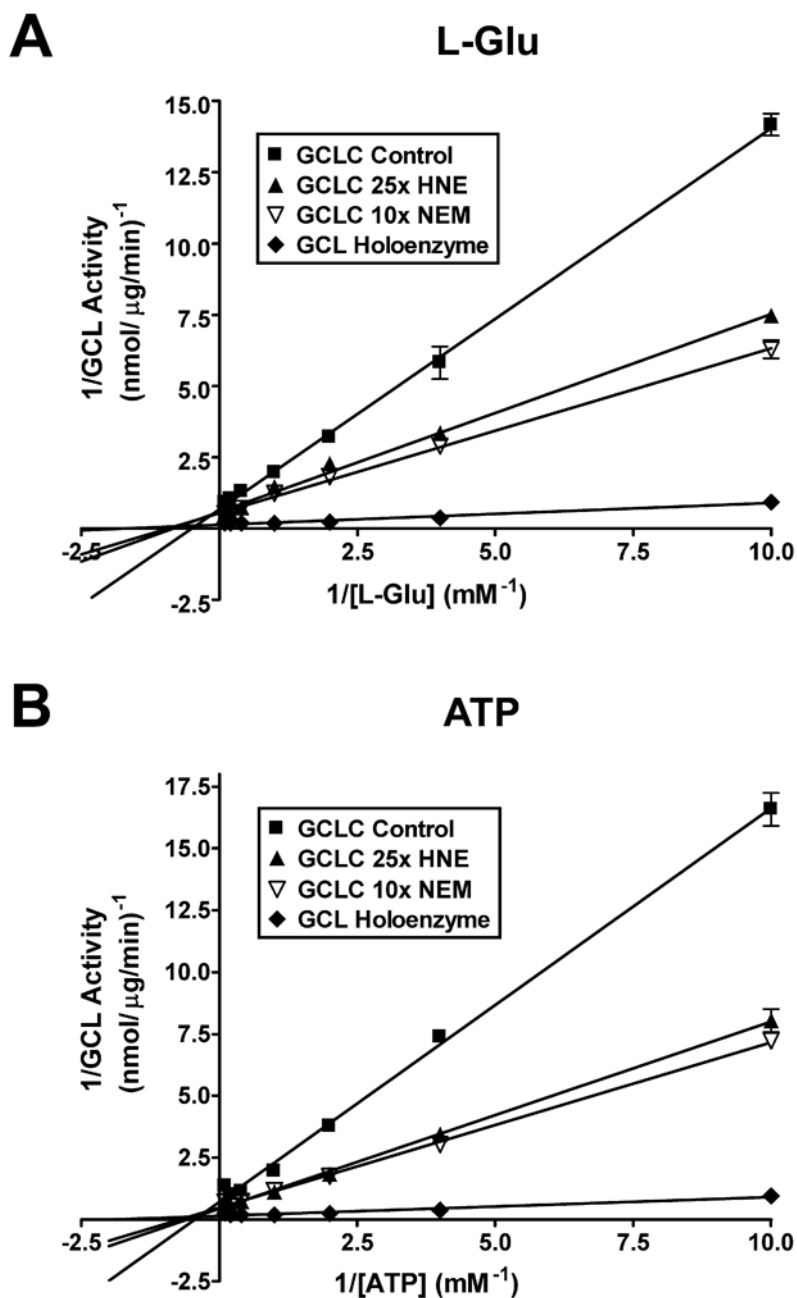 A
L-Glu
15.0
12.5
10.0
7.5
5.0
2.5
-2.5
-2.5
2.5
5.0
7.5
10.0
1/GCL Activity
(nmol/ μg/min)⁻¹
GCLC Control
GCLC 25x HNE
GCLC 10x NEM
GCL Holoenzyme
1/[L-Glu] (mM⁻¹)
B
ATP
17.5
15.0
12.5
10.0
7.5
5.0
2.5
-2.5
-2.5
2.5
5.0
7.5
10.0
1/GCL Activity
(nmol/ μg/min)⁻¹
GCLC Control
GCLC 25x HNE
GCLC 10x NEM
GCL Holoenzyme
1/[ATP] (mM⁻¹)